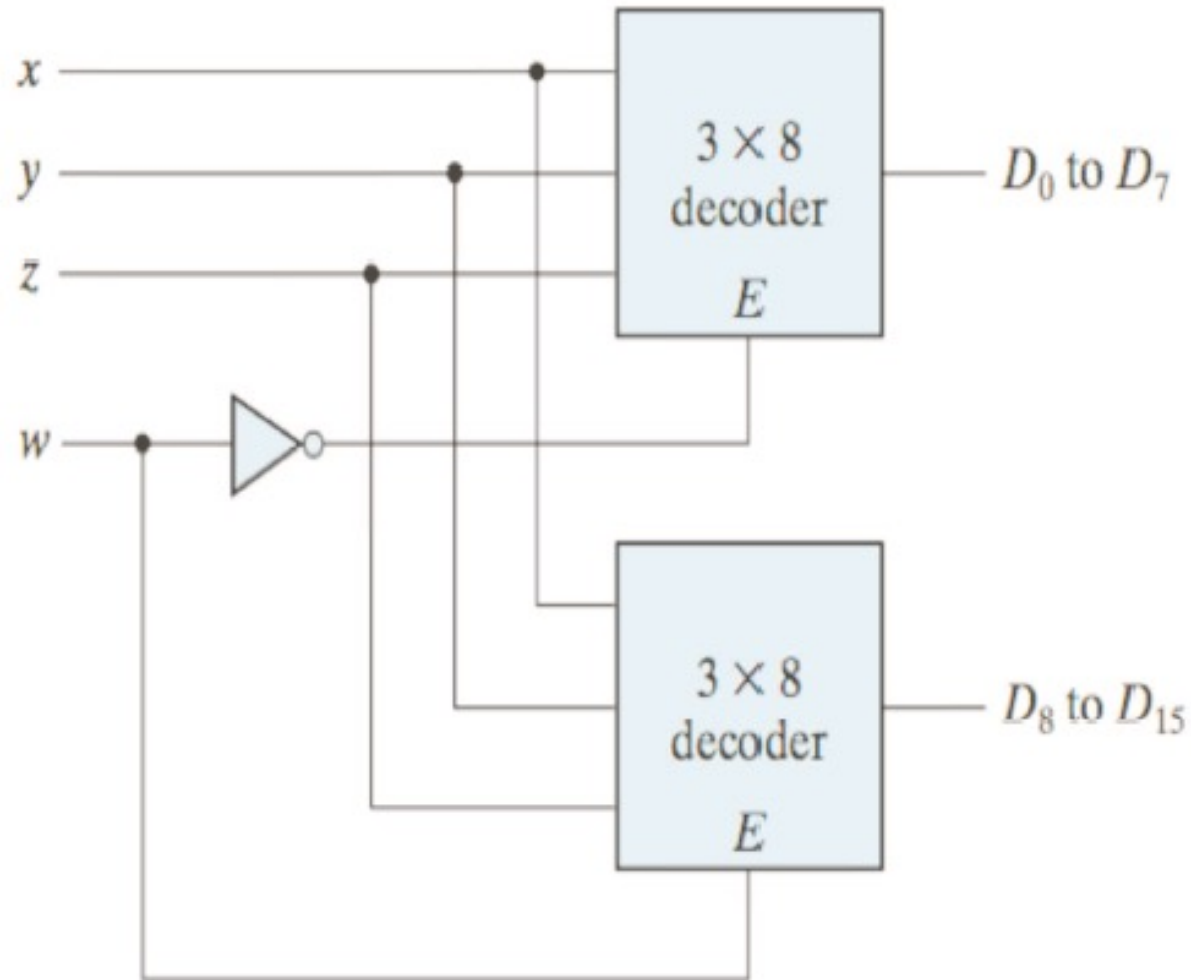 x
y
z
w
3 × 8
decoder
E
D₀ to D₇
3 × 8
decoder
E
D₈ to D₁₅